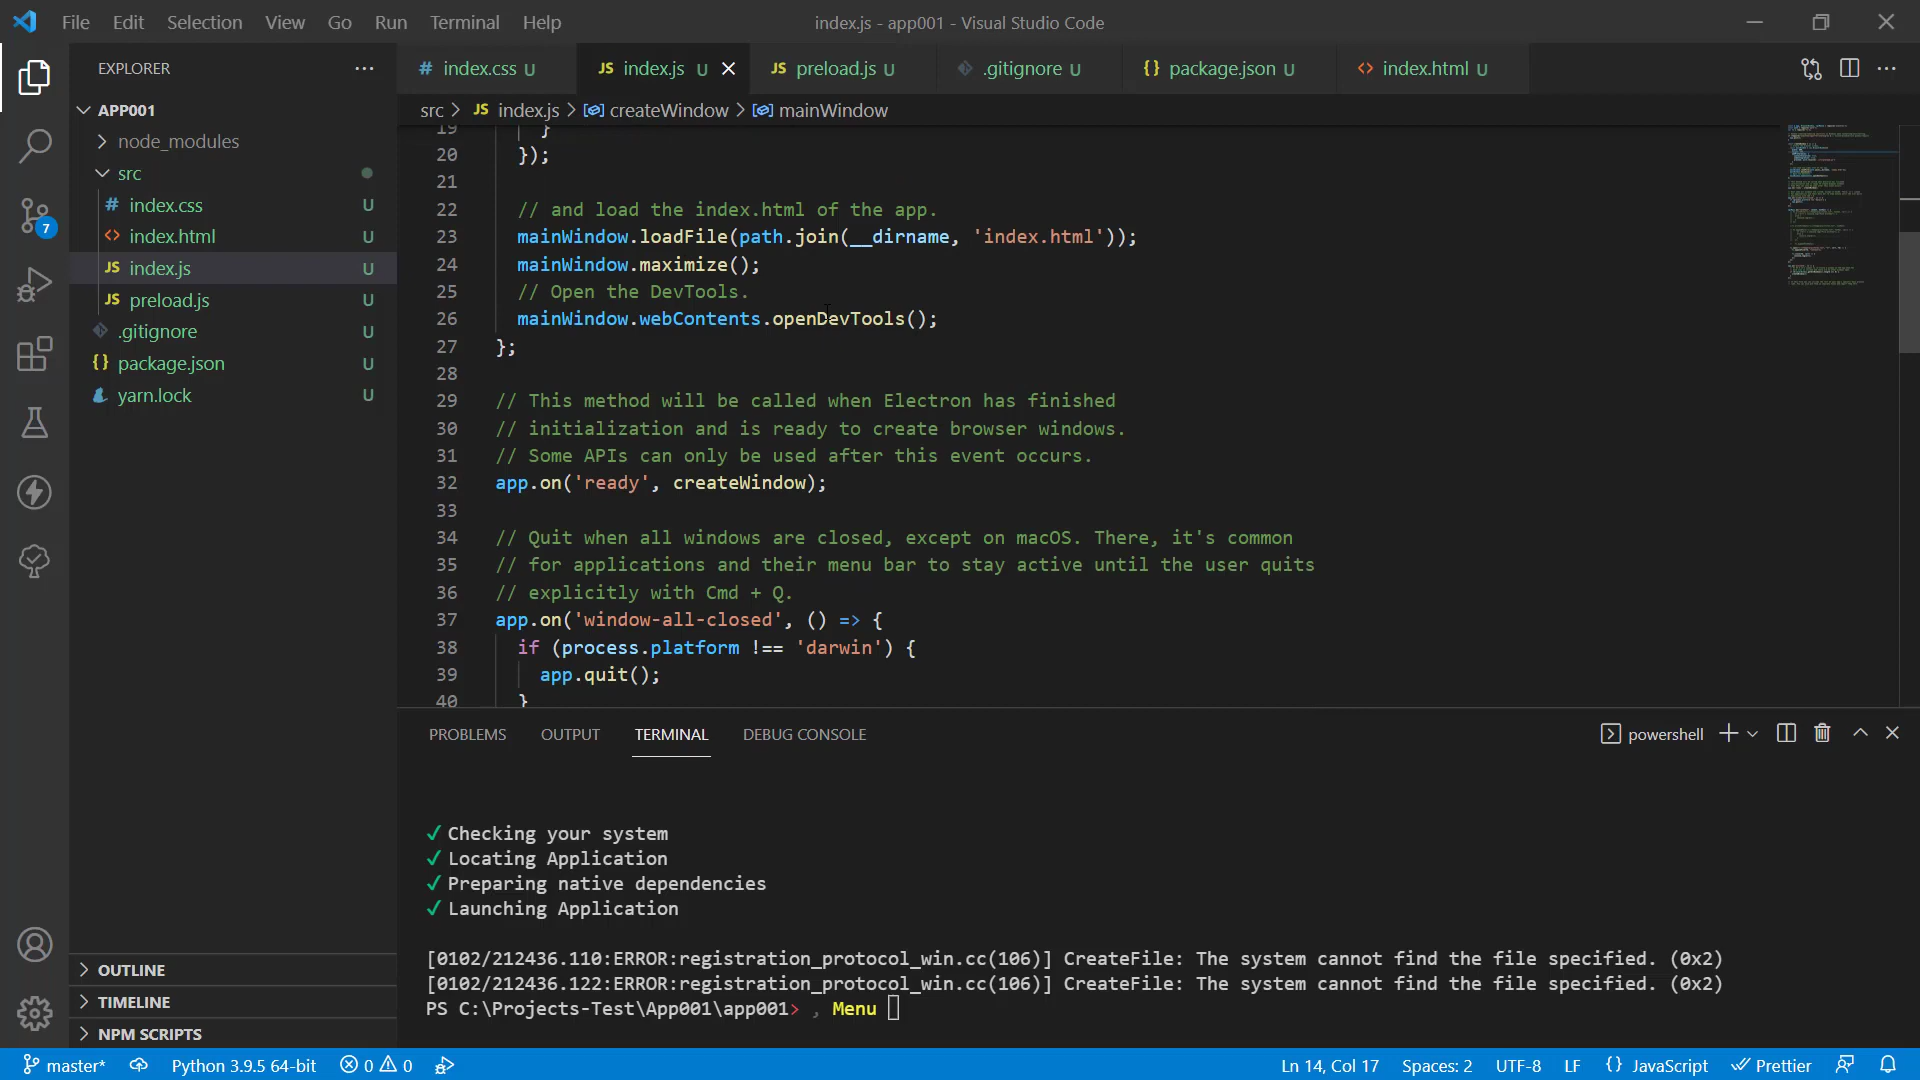 File Edit Selection View Go Run Terminal Help
index.js - app001 - Visual Studio Code
EXPLORER
APP001
node_modules
src
# index.css U
<> index.html U
JS index.js U
JS preload.js U
.gitignore U
{} package.json U
yarn.lock U
OUTLINE
TIMELINE
NPM SCRIPTS
7
# index.css U
JS index.js U
JS preload.js U
.gitignore U
{} package.json U
<> index.html U
src > JS index.js > createWindow > mainWindow
19 }
20 });
21
22 // and load the index.html of the app.
23 mainWindow.loadFile(path.join(__dirname, 'index.html'));
24 mainWindow.maximize();
25 // Open the DevTools.
26 mainWindow.webContents.openDevTools();
27 };
28
29 // This method will be called when Electron has finished
30 // initialization and is ready to create browser windows.
31 // Some APIs can only be used after this event occurs.
32 app.on('ready', createWindow);
33
34 // Quit when all windows are closed, except on macOS. There, it's common
35 // for applications and their menu bar to stay active until the user quits
36 // explicitly with Cmd + Q.
37 app.on('window-all-closed', () => {
38 if (process.platform !== 'darwin') {
39 app.quit();
40 }
PROBLEMS OUTPUT TERMINAL DEBUG CONSOLE
powershell
✓ Checking your system
✓ Locating Application
✓ Preparing native dependencies
✓ Launching Application
[0102/212436.110:ERROR:registration_protocol_win.cc(106)] CreateFile: The system cannot find the file specified. (0x2)
[0102/212436.122:ERROR:registration_protocol_win.cc(106)] CreateFile: The system cannot find the file specified. (0x2)
PS C:\Projects-Test\App001\app001> , Menu
master* Python 3.9.5 64-bit 0 0 Ln 14, Col 17 Spaces: 2 UTF-8 LF {} JavaScript Prettier